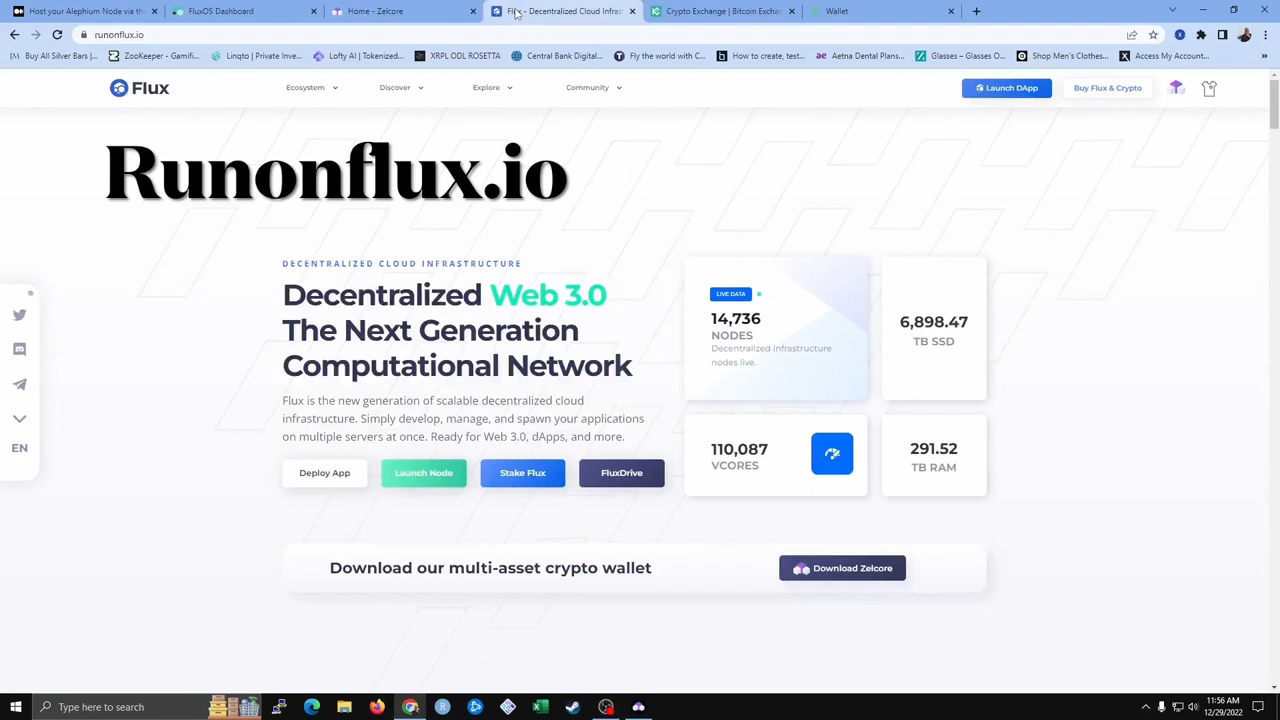 Host your Alephium Node via the
FluxOS Dashboard
Home - Alephium
Flux - Decentralized Cloud Infras
Crypto Exchange | Bitcoin Exchan
Wallet
runonflux.io
Buy All Silver Bars |...
ZooKeeper - Gamifi...
Linqto | Private Inve...
Lofty AI | Tokenized...
XRPL ODL ROSETTA
Central Bank Digital...
Fly the world with C...
How to create, test...
Aetna Dental Plans...
Glasses – Glasses O...
Shop Men's Clothes...
Access My Account...
Flux
Ecosystem
Discover
Explore
Community
Launch DApp
Buy Flux & Crypto
Runonflux.io
DECENTRALIZED CLOUD INFRASTRUCTURE
Decentralized Web 3.0
The Next Generation
Computational Network
Flux is the new generation of scalable decentralized cloud
infrastructure. Simply develop, manage, and spawn your applications
on multiple servers at once. Ready for Web 3.0, dApps, and more.
Deploy App
Launch Node
Stake Flux
FluxDrive
LIVE DATA
14,736
NODES
Decentralized infrastructure
nodes live.
6,898.47
TB SSD
110,087
VCORES
291.52
TB RAM
EN
Download our multi-asset crypto wallet
Download Zelcore
Type here to search
11:56 AM
12/29/2022